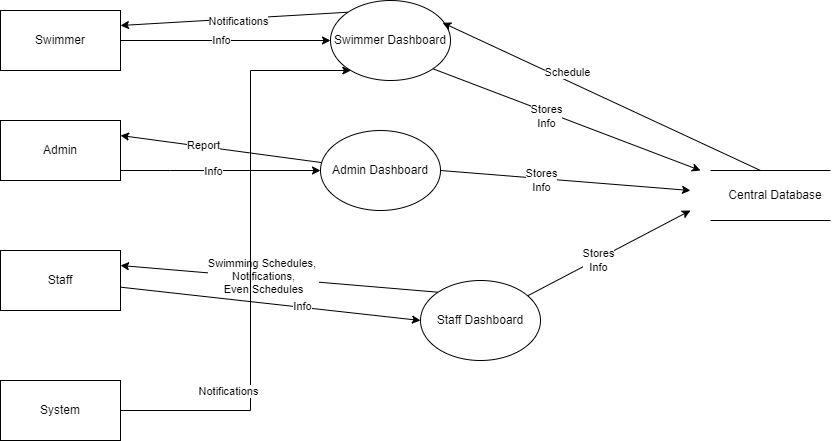 Notifications
Swimmer
Info
Swimmer Dashboard
Schedule
Stores
Info
Admin
Report
Info
Admin Dashboard
Stores
Info
Central Database
Staff
Swimming Schedules,
Notifications,
Even Schedules
Info
Staff Dashboard
Stores
Info
Notifications
System